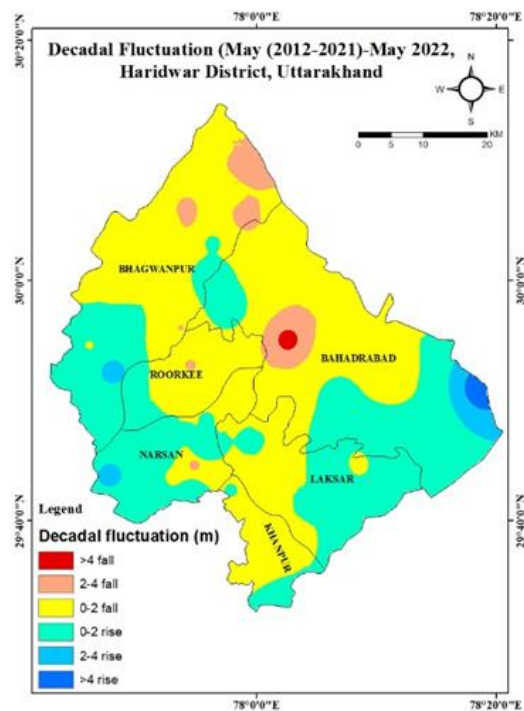 78°0'0"E
78°20'0"E
30°20'0"N
Decadal Fluctuation (May (2012-2021)-May 2022,
Haridwar District, Uttarakhand
N
W
E
S
KM
0
5
10
20
BHAGWANPUR
30°0'0"N
30°0'0"N
BAHADRABAD
ROORKEE
NARSAN
LAKSAR
KHANPUR
29°40'0"N
29°40'0"N
Legend
Decadal fluctuation (m)
>4 fall
2-4 fall
0-2 fall
0-2 rise
2-4 rise
>4 rise
78°0'0"E
78°20'0"E